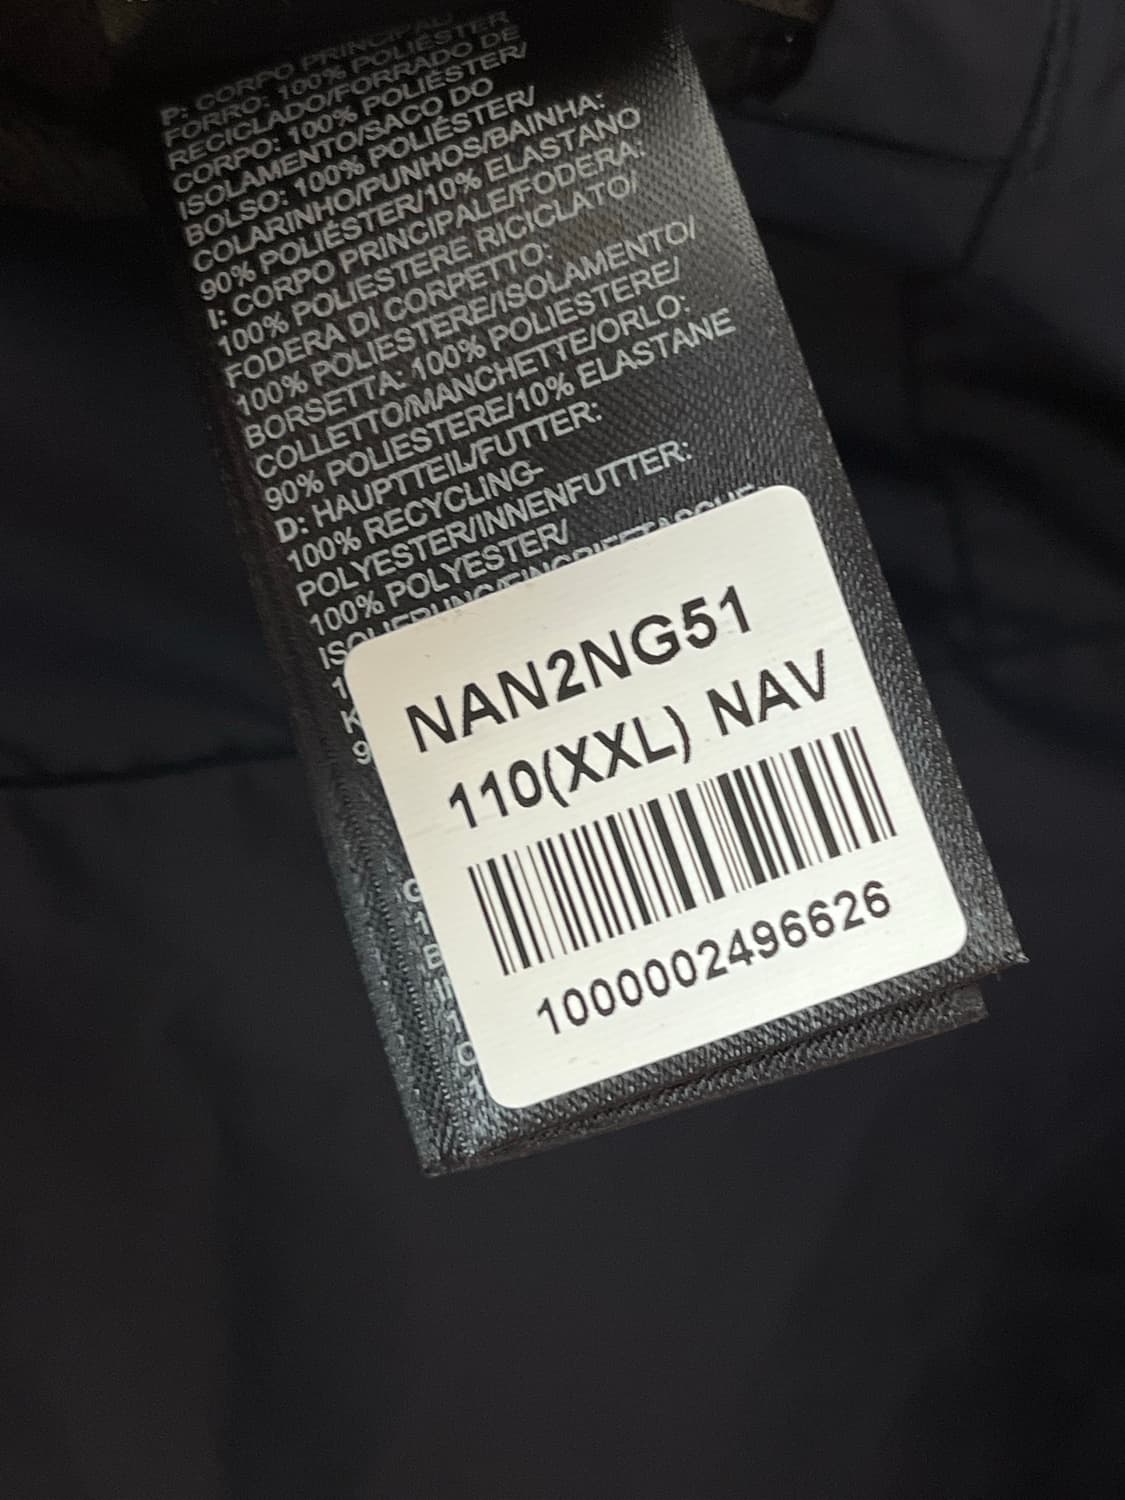 P: CORPO PRINCIPAL/
FORRO: 100% POLIÉSTER
RECICLADO/FORRADO DE
CORPO: 100% POLIÉSTER/
ISOLAMENTO/SACO DO
BOLSO: 100% POLIÉSTER/
COLARINHO/PUNHOS/BAINHA:
90% POLIÉSTER/10% ELASTANO
I: CORPO PRINCIPALE/FODERA:
100% POLIESTERE RICICLATO/
FODERA DI CORPETTO:
100% POLIESTERE/ISOLAMENTO/
BORSETTA: 100% POLIESTERE/
COLLETTO/MANCHETTE/ORLO:
90% POLIESTERE/10% ELASTANE
D: HAUPTTEIL/FUTTER:
100% RECYCLING-
POLYESTER/INNENFUTTER:
100% POLYESTER/
NAN2NG51
110(XXL) NAV
1000002496626